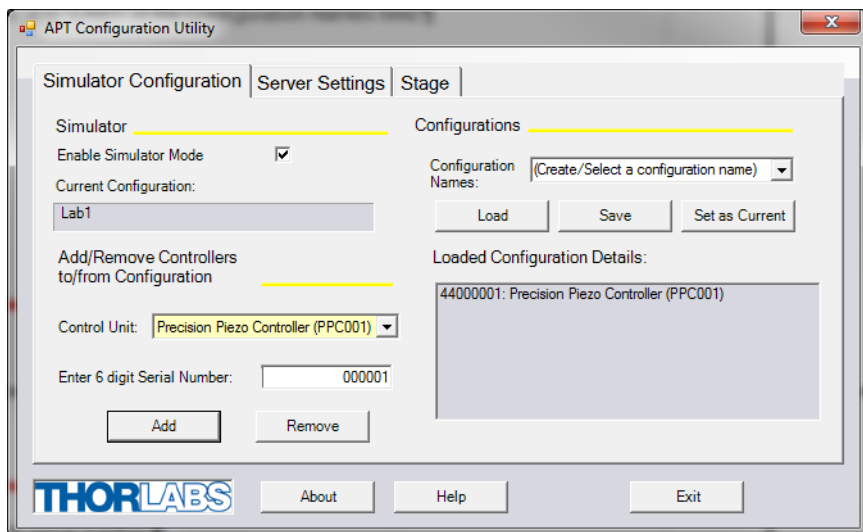 APT Configuration Utility
Simulator Configuration
Server Settings
Stage
Simulator
Enable Simulator Mode
Current Configuration:
Lab1
Add/Remove Controllers
to/from Configuration
Control Unit: Precision Piezo Controller (PPC001)
Enter 6 digit Serial Number: 000001
Add
Remove
Configurations
Configuration
Names:
(Create/Select a configuration name)
Load
Save
Set as Current
Loaded Configuration Details:
44000001: Precision Piezo Controller (PPC001)
THORLABS
About
Help
Exit